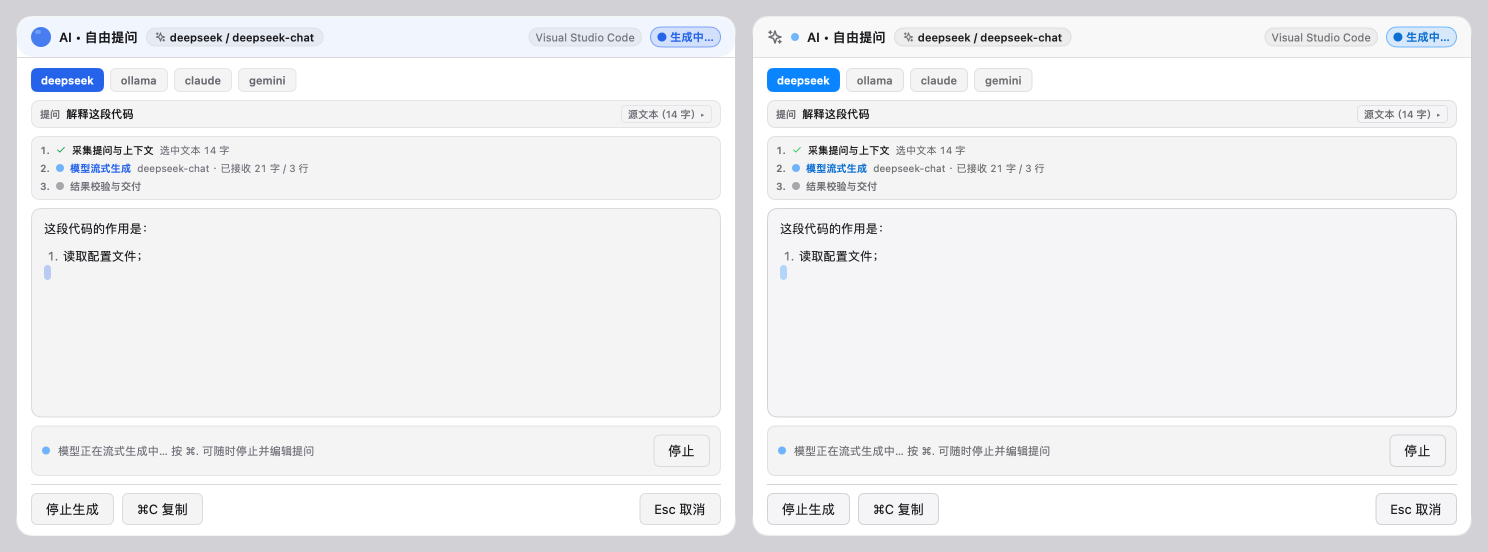 AI • 自由提问 deepseek / deepseek-chat Visual Studio Code 生成中...
deepseek ollama claude gemini
提问 解释这段代码 源文本 (14 字) ▸
1. ✓ 采集提问与上下文 选中文本 14 字
2. 模型流式生成 deepseek-chat · 已接收 21 字 / 3 行
3. 结果校验与交付
这段代码的作用是：
1. 读取配置文件；
模型正在流式生成中... 按 ⌘. 可随时停止并编辑提问 停止
停止生成 ⌘C 复制 Esc 取消
AI • 自由提问 deepseek / deepseek-chat Visual Studio Code 生成中...
deepseek ollama claude gemini
提问 解释这段代码 源文本 (14 字) ▸
1. ✓ 采集提问与上下文 选中文本 14 字
2. 模型流式生成 deepseek-chat · 已接收 21 字 / 3 行
3. 结果校验与交付
这段代码的作用是：
1. 读取配置文件；
模型正在流式生成中... 按 ⌘. 可随时停止并编辑提问 停止
停止生成 ⌘C 复制 Esc 取消